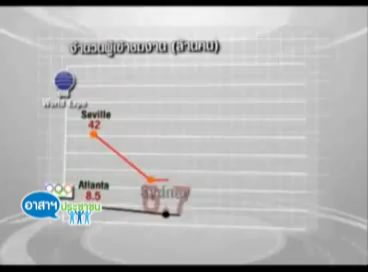 จำนวนผู้เข้าชมงาน (ล้านคน)
World Expo
Seville
42
Sydney
Atlanta
8.5
อาสาฯ
ประชาชน